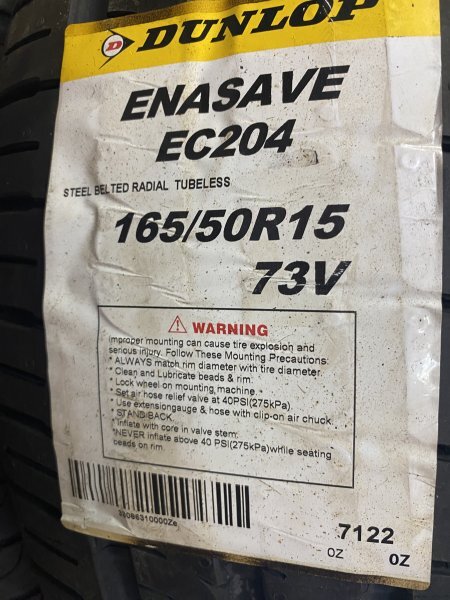 DUNLOP
ENASAVE
EC204
STEEL BELTED RADIAL TUBELESS
165/50R15
73V
WARNING
Improper mounting can cause tire explosion and
serious injury. Follow These Mounting Precautions:
* ALWAYS match rim diameter with tire diameter.
* Clean and Lubricate beads & rim.
* Lock wheel on mounting machine
* Set air hose relief valve at 40PSI(275kPa).
* Use extensiongauge & hose with clip-on air chuck.
* STAND BACK.
* Inflate with core in valve stem.
*NEVER inflate above 40 PSI(275kPa)while seating
beads on rim.
7122
OZ OZ